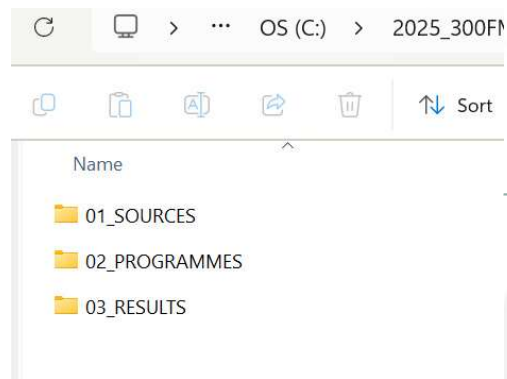 OS (C:) 2025_300F
Sort
Name
01_SOURCES
02_PROGRAMMES
03_RESULTS